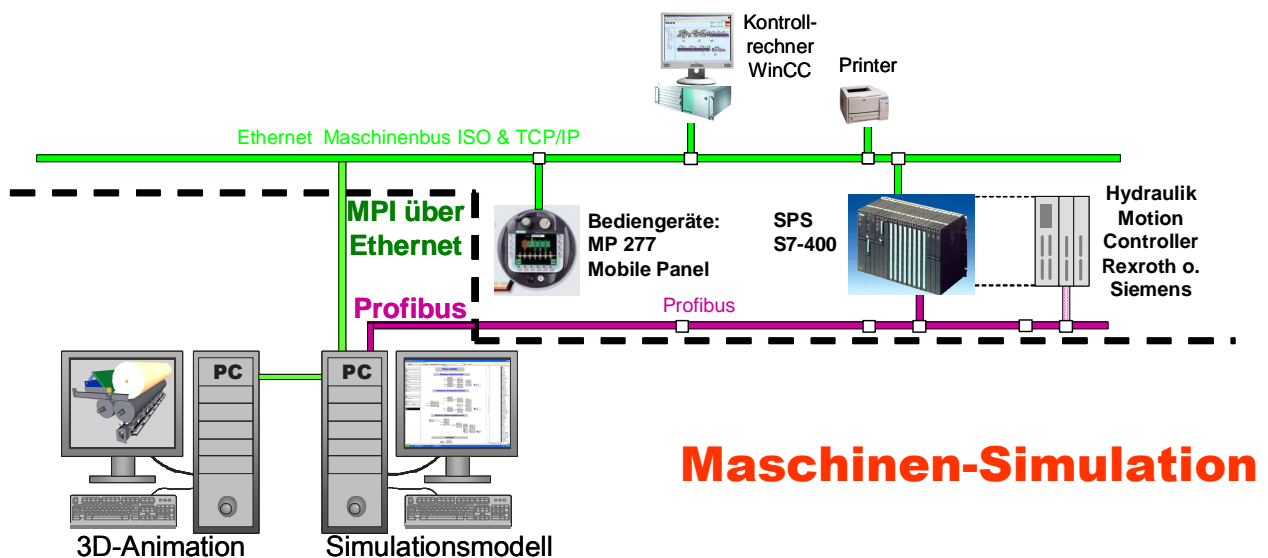 Kontroll-
rechner
WinCC
Printer
Ethernet Maschinenbus ISO & TCP/IP
MPI über
Ethernet
Bediengeräte:
MP 277
Mobile Panel
SPS
S7-400
Hydraulik
Motion
Controller
Rexroth o.
Siemens
Profibus
Profibus
PC
PC
Maschinen-Simulation
3D-Animation
Simulationsmodell